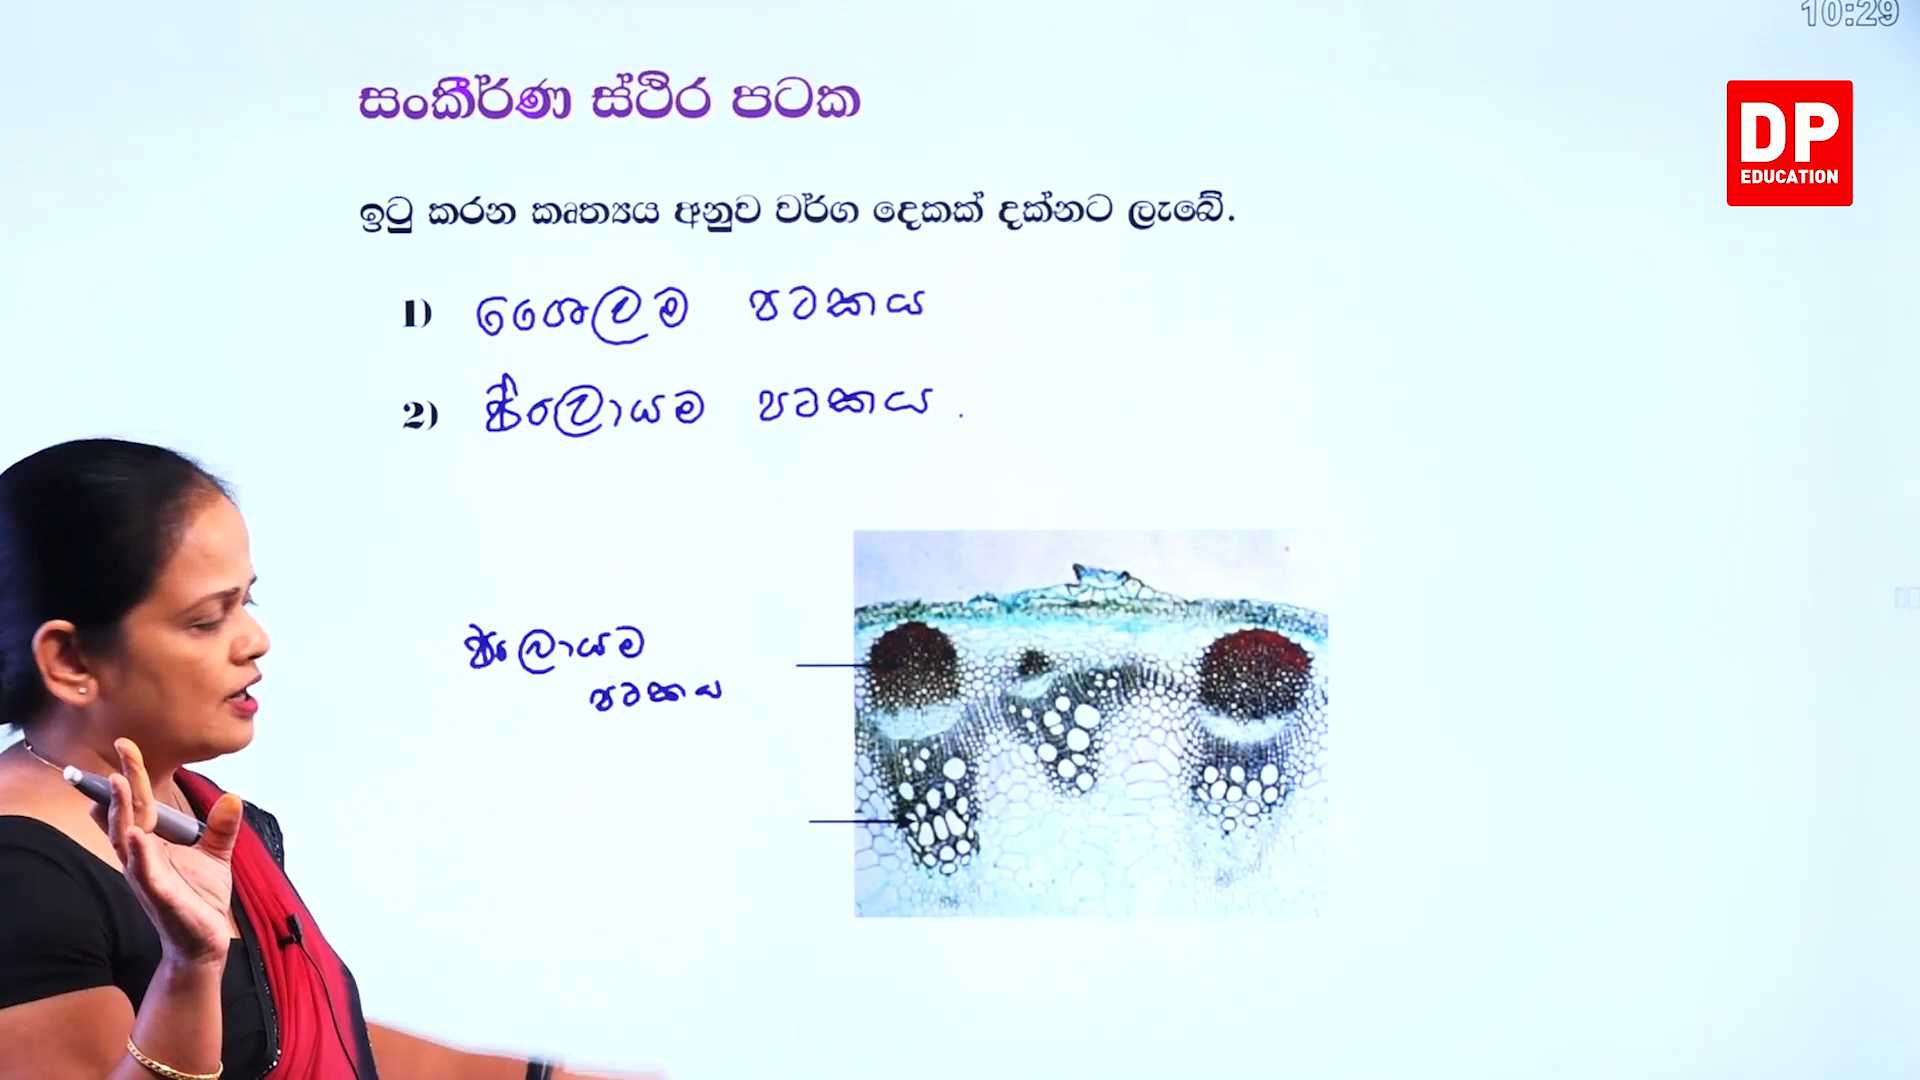 10:29
සංකීර්ණ ස්ථිර පටක
DP
EDUCATION
ඉටු කරන කෘත්‍යය අනුව වර්ග දෙකක් දක්නට ලැබේ.
1) ශෛලම පටකය
2) ප්ලෝයම පටකය.
ප්ලෝයම
පටකය